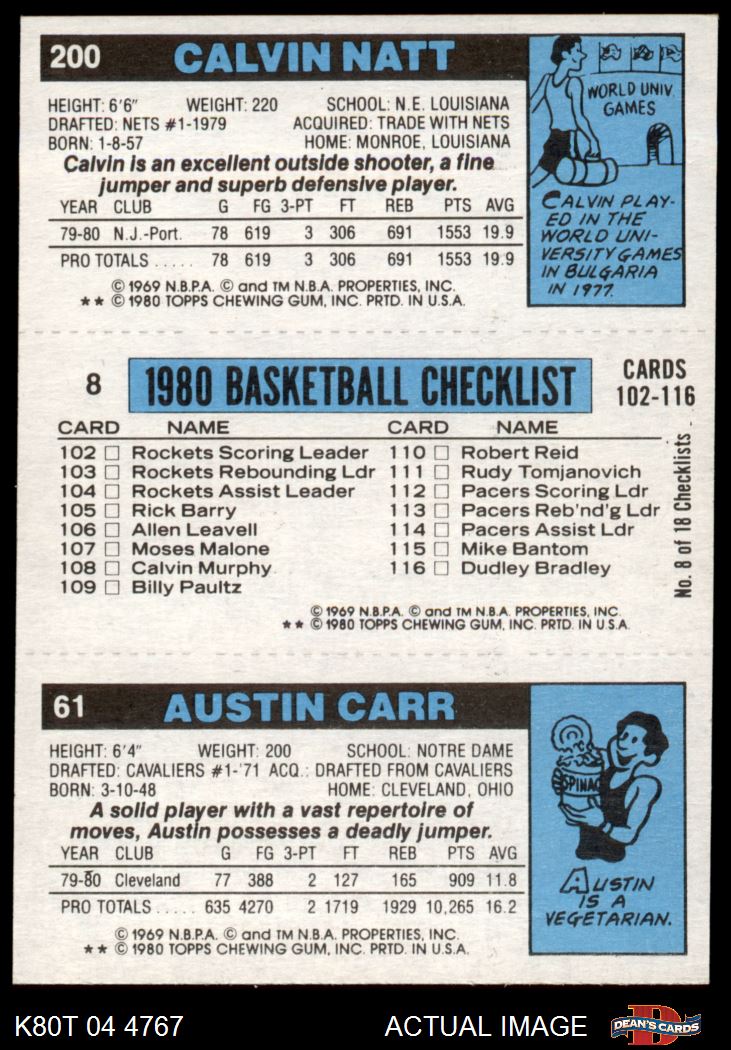 200 CALVIN NATT
HEIGHT: 6'6" WEIGHT: 220 SCHOOL: N.E. LOUISIANA
DRAFTED: NETS #1-1979 ACQUIRED: TRADE WITH NETS
BORN: 1-8-57 HOME: MONROE, LOUISIANA
Calvin is an excellent outside shooter, a fine
jumper and superb defensive player.
YEAR CLUB G FG 3-PT FT REB PTS AVG
79-80 N.J.-Port. 78 619 3 306 691 1553 19.9
PRO TOTALS ..... 78 619 3 306 691 1553 19.9
© 1969 N.B.P.A. © and TM N.B.A. PROPERTIES, INC.
** © 1980 TOPPS CHEWING GUM, INC. PRTD. IN U.S.A.
WORLD UNIV.
GAMES
CALVIN PLAY-
ED IN THE
WORLD UNI-
VERSITY GAMES
IN BULGARIA
IN 1977.
8 1980 BASKETBALL CHECKLIST CARDS
102-116
CARD NAME CARD NAME
102 □ Rockets Scoring Leader 110 □ Robert Reid
103 □ Rockets Rebounding Ldr 111 □ Rudy Tomjanovich
104 □ Rockets Assist Leader 112 □ Pacers Scoring Ldr
105 □ Rick Barry 113 □ Pacers Reb'nd'g Ldr
106 □ Allen Leavell 114 □ Pacers Assist Ldr
107 □ Moses Malone 115 □ Mike Bantom
108 □ Calvin Murphy 116 □ Dudley Bradley
109 □ Billy Paultz
No. 8 of 18 Checklists
© 1969 N.B.P.A. © and TM N.B.A. PROPERTIES, INC.
** © 1980 TOPPS CHEWING GUM, INC. PRTD. IN U.S.A.
61 AUSTIN CARR
HEIGHT: 6'4" WEIGHT: 200 SCHOOL: NOTRE DAME
DRAFTED: CAVALIERS #1-'71 ACQ.: DRAFTED FROM CAVALIERS
BORN: 3-10-48 HOME: CLEVELAND, OHIO
A solid player with a vast repertoire of
moves, Austin possesses a deadly jumper.
YEAR CLUB G FG 3-PT FT REB PTS AVG
79-80 Cleveland 77 388 2 127 165 909 11.8
PRO TOTALS ..... 635 4270 2 1719 1929 10,265 16.2
© 1969 N.B.P.A. © and TM N.B.A. PROPERTIES, INC.
** © 1980 TOPPS CHEWING GUM, INC. PRTD. IN U.S.A.
SPINAC
AUSTIN
IS A
VEGETARIAN.
K80T 04 4767 ACTUAL IMAGE D DEAN'S CARDS